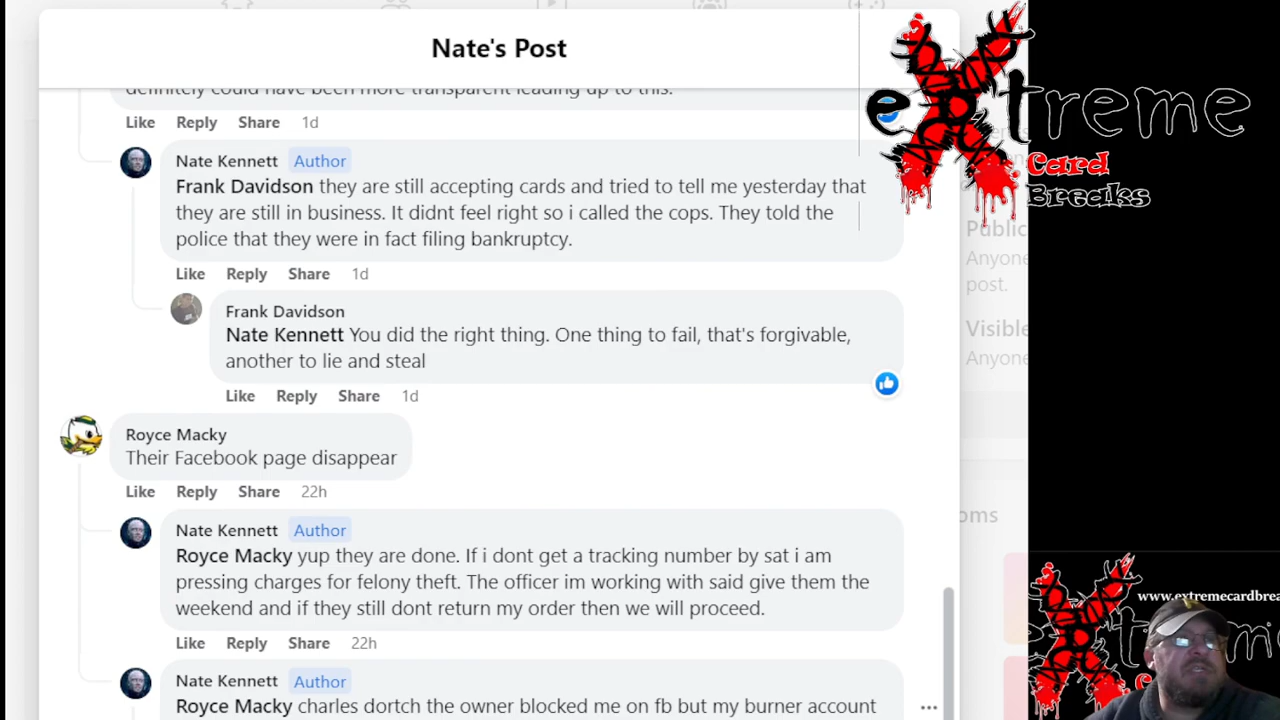 Nate's Post
definitely could have been more transparent leading up to this.
Like Reply Share 1d
Nate Kennett Author
Frank Davidson they are still accepting cards and tried to tell me yesterday that
they are still in business. It didnt feel right so i called the cops. They told the
police that they were in fact filing bankruptcy.
Like Reply Share 1d
Frank Davidson
Nate Kennett You did the right thing. One thing to fail, that's forgivable,
another to lie and steal
Like Reply Share 1d
Royce Macky
Their Facebook page disappear
Like Reply Share 22h
Nate Kennett Author
Royce Macky yup they are done. If i dont get a tracking number by sat i am
pressing charges for felony theft. The officer im working with said give them the
weekend and if they still dont return my order then we will proceed.
Like Reply Share 22h
Nate Kennett Author
Royce Macky charles dortch the owner blocked me on fb but my burner account
eXtreme
Card
Breaks
Public
Anyone
post.
Visible
Anyone
oms
www.extremecardbrea